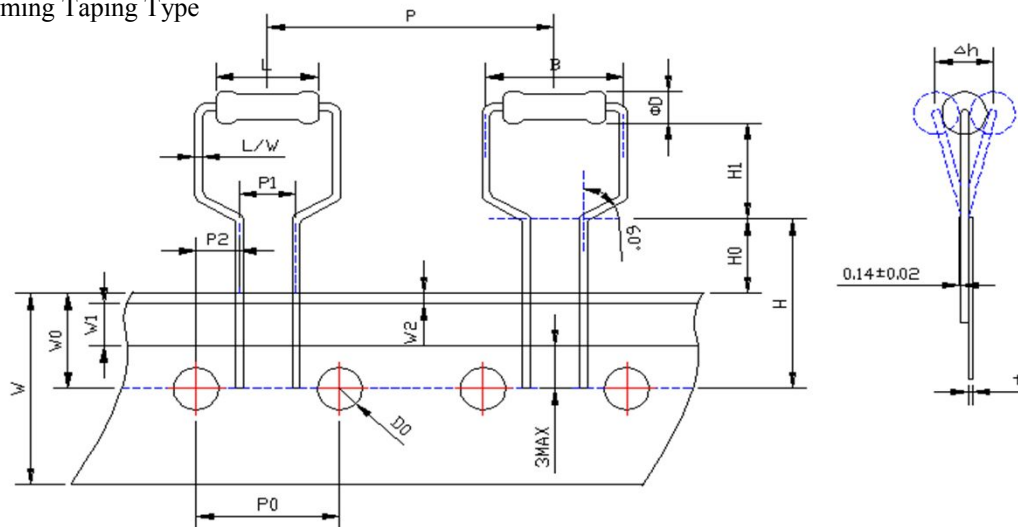 ming Taping Type
P
L
B
Δh
ΦD
L/W
H1
P1
P2
60°
H0
H
0.14±0.02
W1
W2
W0
W
D0
3MAX
P0
t